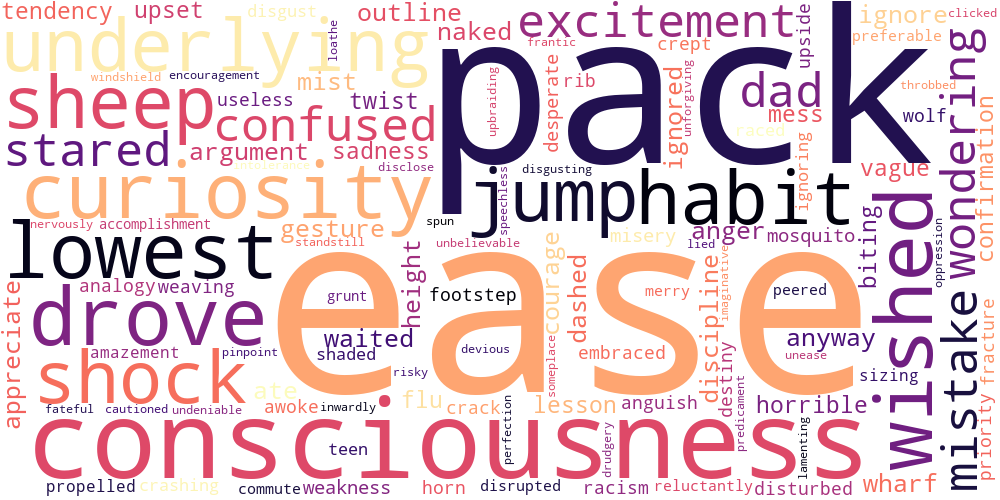 tendency
upset
disgust
outline
excitement
upside
ignore
clicked
underlying
loathe
naked
frantic
crept
preferable
pack
windshield
encouragement
mist
sheep
useless
twist
confused
desperate
rib
dad
mess
throbbed
wolf
wondering
upbraiding
unforgiving
ignored
raced
stared
argument
sadness
disclose
disgusting
ignoring
vague
confirmation
curiosity
jump
habit
speechless
nervously
accomplishment
gesture
spun
standstill
unbelievable
misery
lied
anger
mosquito
biting
wished
oppression
lowest
ease
courage
analogy
weaving
height
footstep
dashed
merry
discipline
imaginative
peered
drove
grunt
waited
shaded
devious
risky
someplace
embraced
anyway
unease
appreciate
amazement
pinpoint
shock
ate
flu
crack
lesson
anguish
destiny
predicament
horrible
sizing
mistake
priority
fracture
fateful
cautioned
undeniable
awoke
inwardly
horn
perfection
consciousness
teen
drudgery
lamenting
propelled
crashing
commute
weakness
disrupted
racism
reluctantly
disturbed
wharf